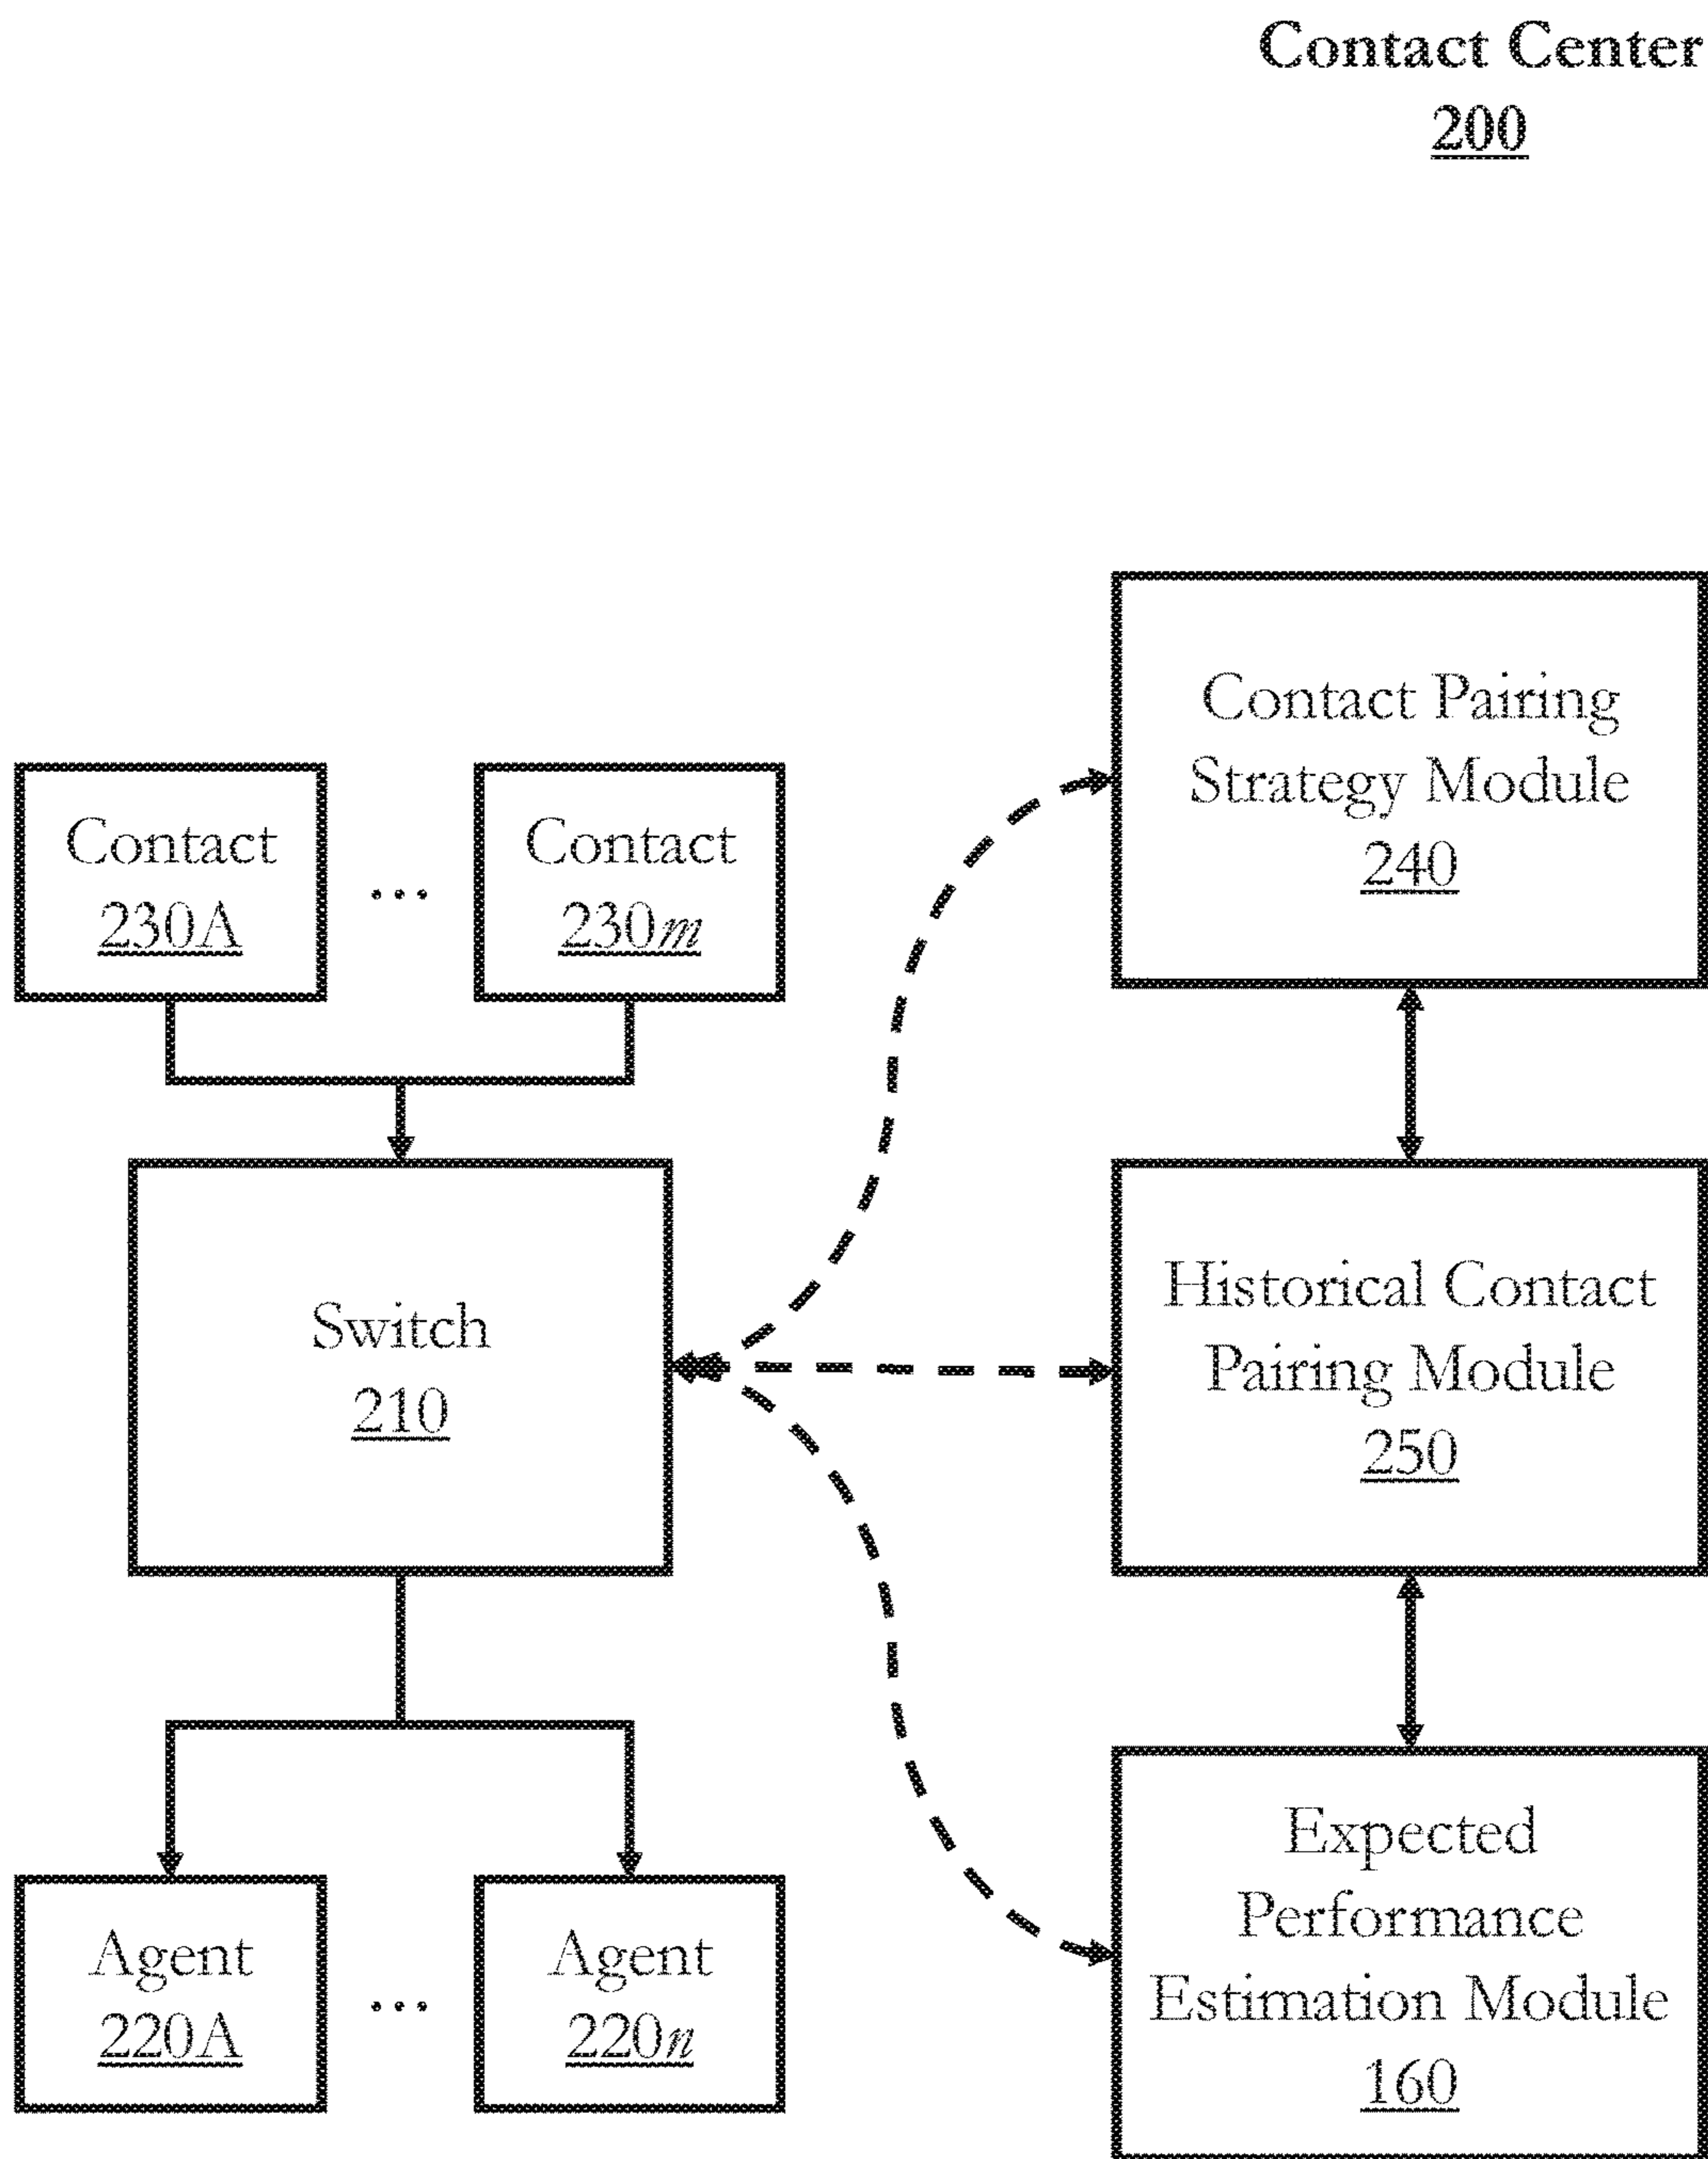 Contact Center
200
Contact Pairing
Strategy Module
240
Contact
230A
...
Contact
230m
Switch
210
Historical Contact
Pairing Module
250
Expected
Performance
Estimation Module
160
Agent
220A
...
Agent
220n